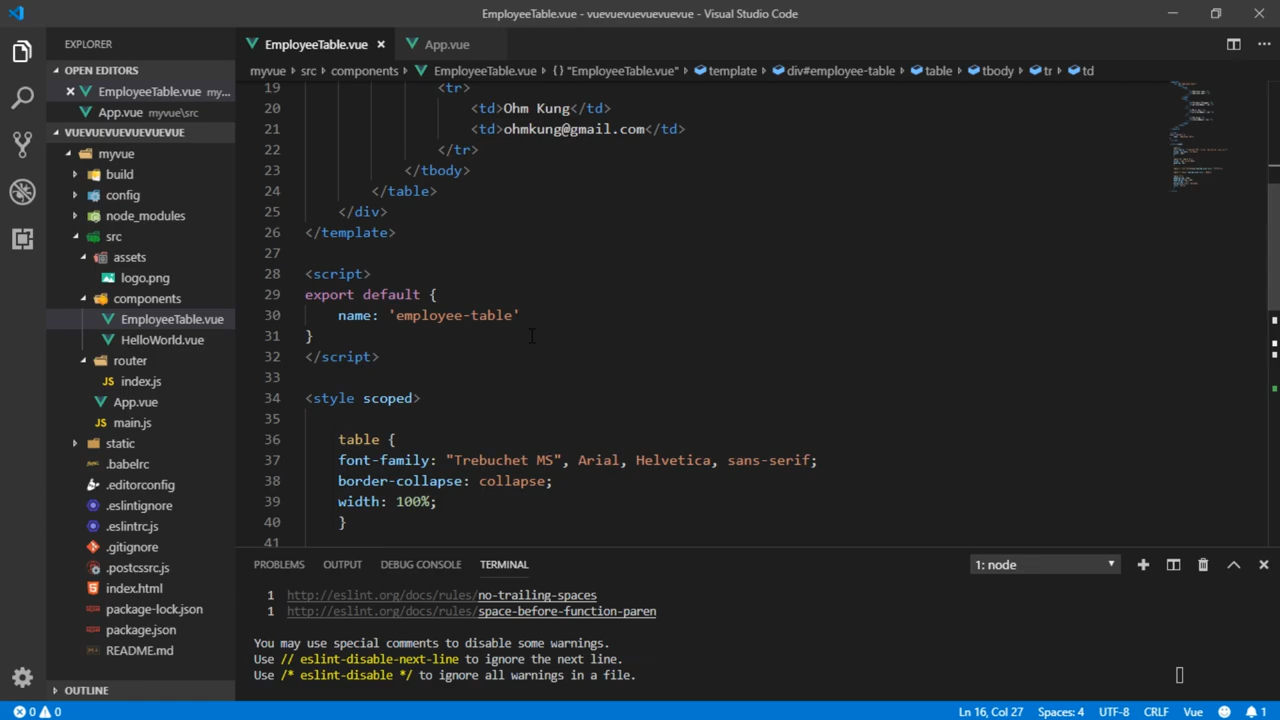 EmployeeTable.vue - vuevuevuevuevuevue - Visual Studio Code
EXPLORER
OPEN EDITORS
EmployeeTable.vue my...
App.vue myvue\src
VUEVUEVUEVUEVUEVUE
myvue
build
config
node_modules
src
assets
logo.png
components
EmployeeTable.vue
HelloWorld.vue
router
JS index.js
App.vue
JS main.js
static
.babelrc
.editorconfig
.eslintignore
.eslintrc.js
.gitignore
.postcssrc.js
index.html
package-lock.json
package.json
README.md
OUTLINE
EmployeeTable.vue
App.vue
myvue src components EmployeeTable.vue {} "EmployeeTable.vue" template div#employee-table table tbody tr td
19 <tr>
20 <td>Ohm Kung</td>
21 <td>ohmkung@gmail.com</td>
22 </tr>
23 </tbody>
24 </table>
25 </div>
26 </template>
27
28 <script>
29 export default {
30 name: 'employee-table'
31 }
32 </script>
33
34 <style scoped>
35
36 table {
37 font-family: "Trebuchet MS", Arial, Helvetica, sans-serif;
38 border-collapse: collapse;
39 width: 100%;
40 }
41
PROBLEMS OUTPUT DEBUG CONSOLE TERMINAL 1: node
1 http://eslint.org/docs/rules/no-trailing-spaces
1 http://eslint.org/docs/rules/space-before-function-paren
You may use special comments to disable some warnings.
Use // eslint-disable-next-line to ignore the next line.
Use /* eslint-disable */ to ignore all warnings in a file.
0 0 Ln 16, Col 27 Spaces: 4 UTF-8 CRLF Vue 1